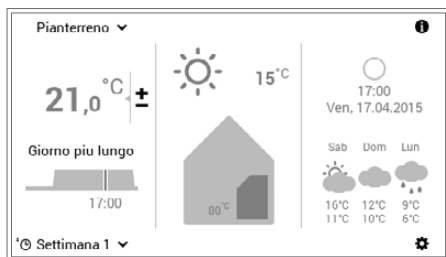 Pianterreno
21,0 °C
±
Giorno piu lungo
17:00
Settimana 1
15°C
80°C
17:00
Ven, 17.04.2015
Sab Dom Lun
16°C 12°C 9°C
11°C 10°C 6°C